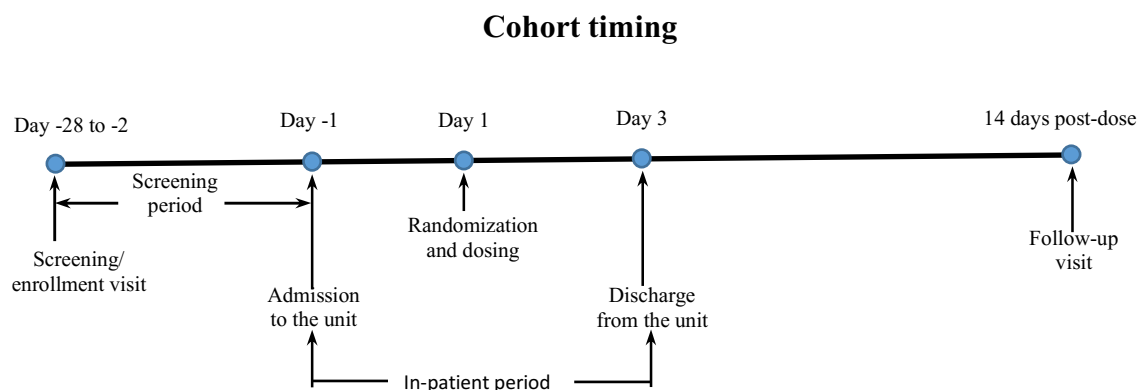 Cohort timing
Day -28 to -2
Day -1
Day 1
Day 3
14 days post-dose
Screening
period
Screening/
enrollment visit
Randomization
and dosing
Follow-up
visit
Admission
to the unit
Discharge
from the unit
In-patient period